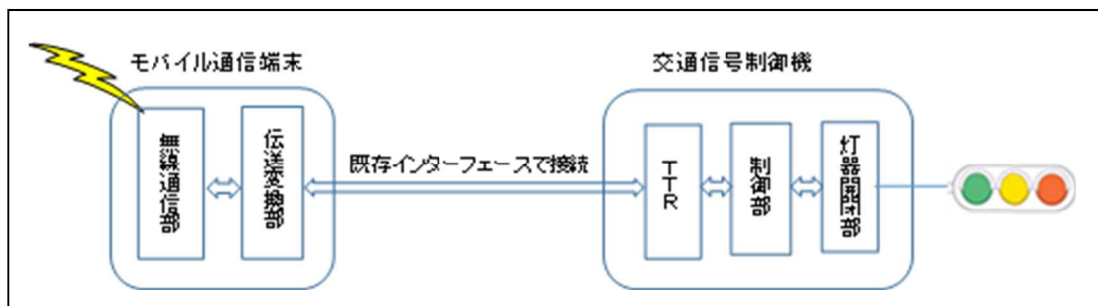 モバイル通信端末
交通信号制御機
無線通信部
伝送変換部
既存インターフェースで接続
TTR
制御部
灯器開閉部